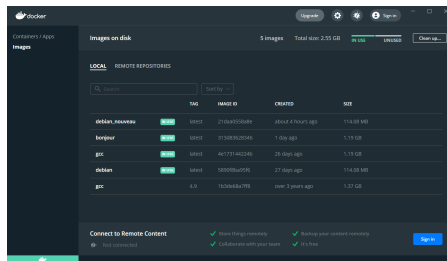 docker
Upgrade
Sign in
Containers / Apps
Images
Images on disk
5 images
Total size: 2.55 GB
IN USE
UNUSED
Clean up...
LOCAL
REMOTE REPOSITORIES
Search
Sort by
TAG
IMAGE ID
CREATED
SIZE
debian_nouveau
IN USE
latest
about 4 hours ago
114.08 MB
bonjour
IN USE
latest
1 day ago
1.19 GB
gcc
IN USE
latest
4e1731442246
26 days ago
1.19 GB
debian
IN USE
latest
27 days ago
114.08 MB
gcc
4.9
1b3de68a7ff8
over 3 years ago
1.37 GB
Connect to Remote Content
Not connected
Store things remotely
Collaborate with your team
Backup your content remotely
It's free
Sign in